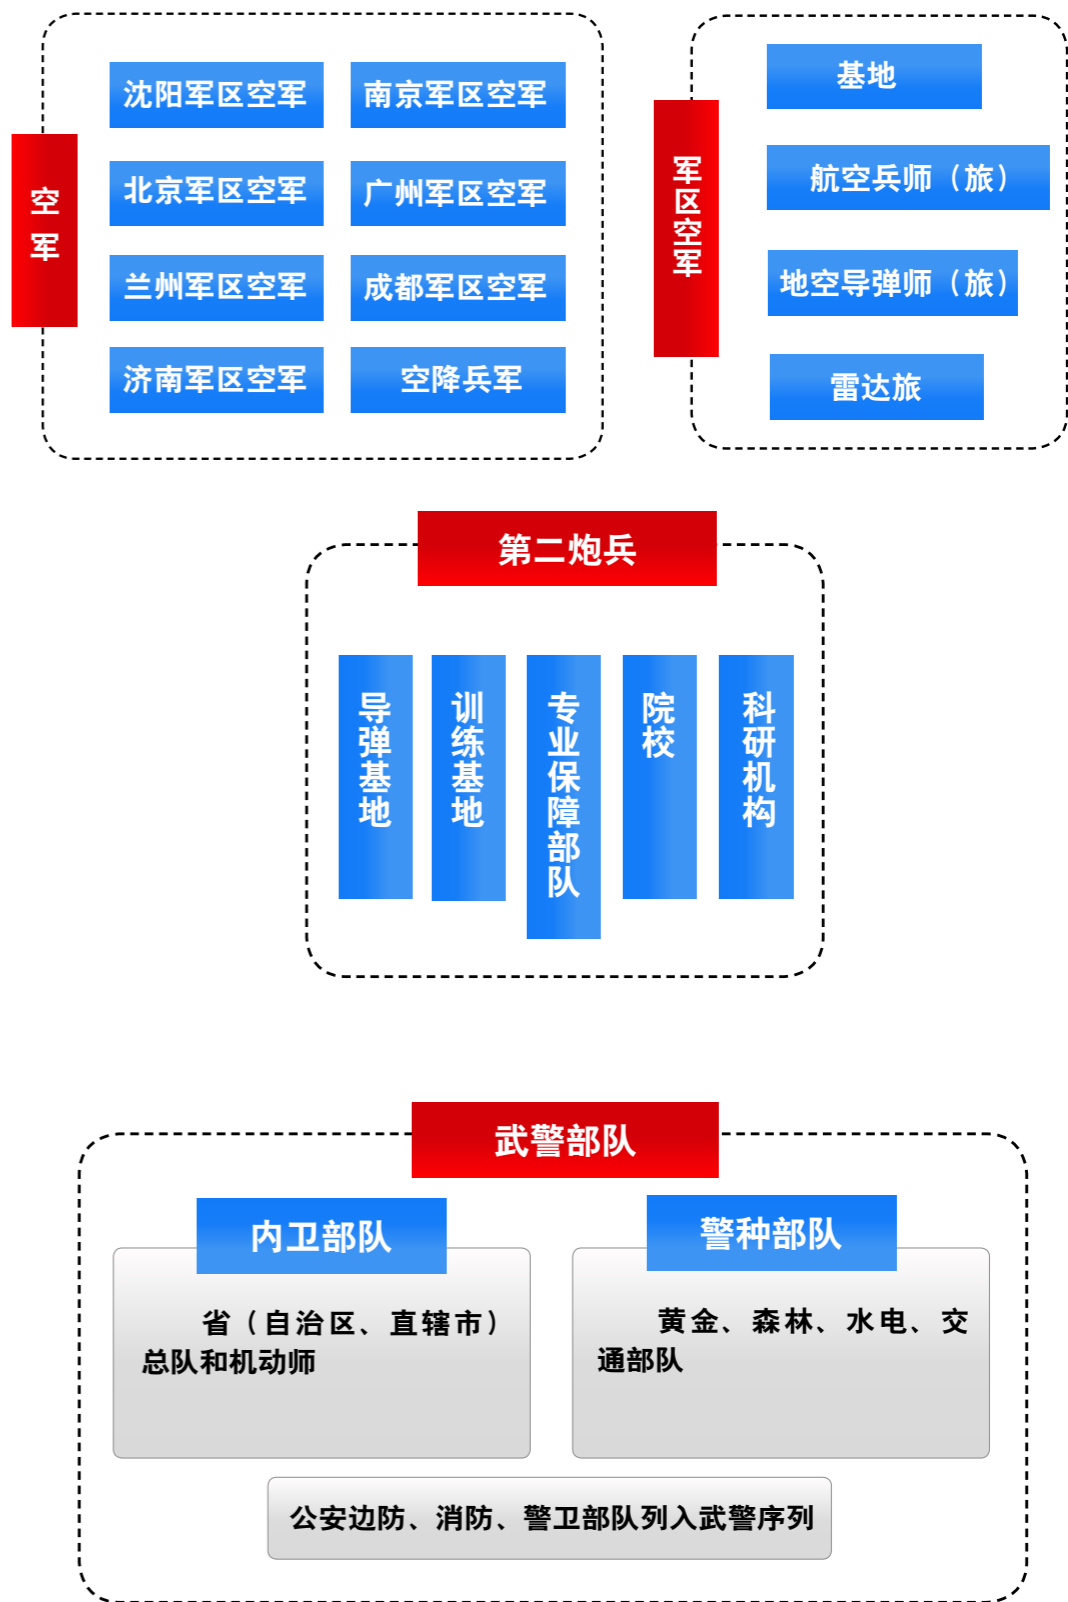 空军
沈阳军区空军
南京军区空军
北京军区空军
广州军区空军
兰州军区空军
成都军区空军
济南军区空军
空降兵军
军区空军
基地
航空兵师（旅）
地空导弹师（旅）
雷达旅
第二炮兵
导弹基地
训练基地
专业保障部队
院校
科研机构
武警部队
内卫部队
省（自治区、直辖市）
总队和机动师
警种部队
黄金、森林、水电、交
通部队
公安边防、消防、警卫部队列入武警序列